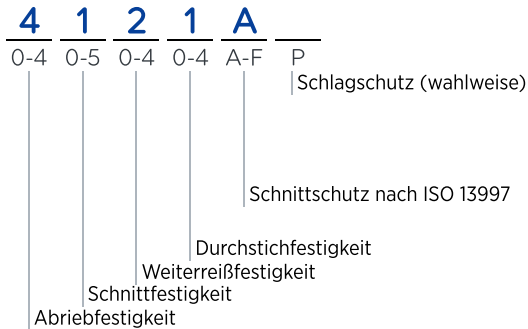 4 1 2 1 A
0-4 0-5 0-4 0-4 A-F P
Schlagschutz (wahlweise)
Schnittschutz nach ISO 13997
Durchstichfestigkeit
Weiterreißfestigkeit
Schnittfestigkeit
Abriebfestigkeit